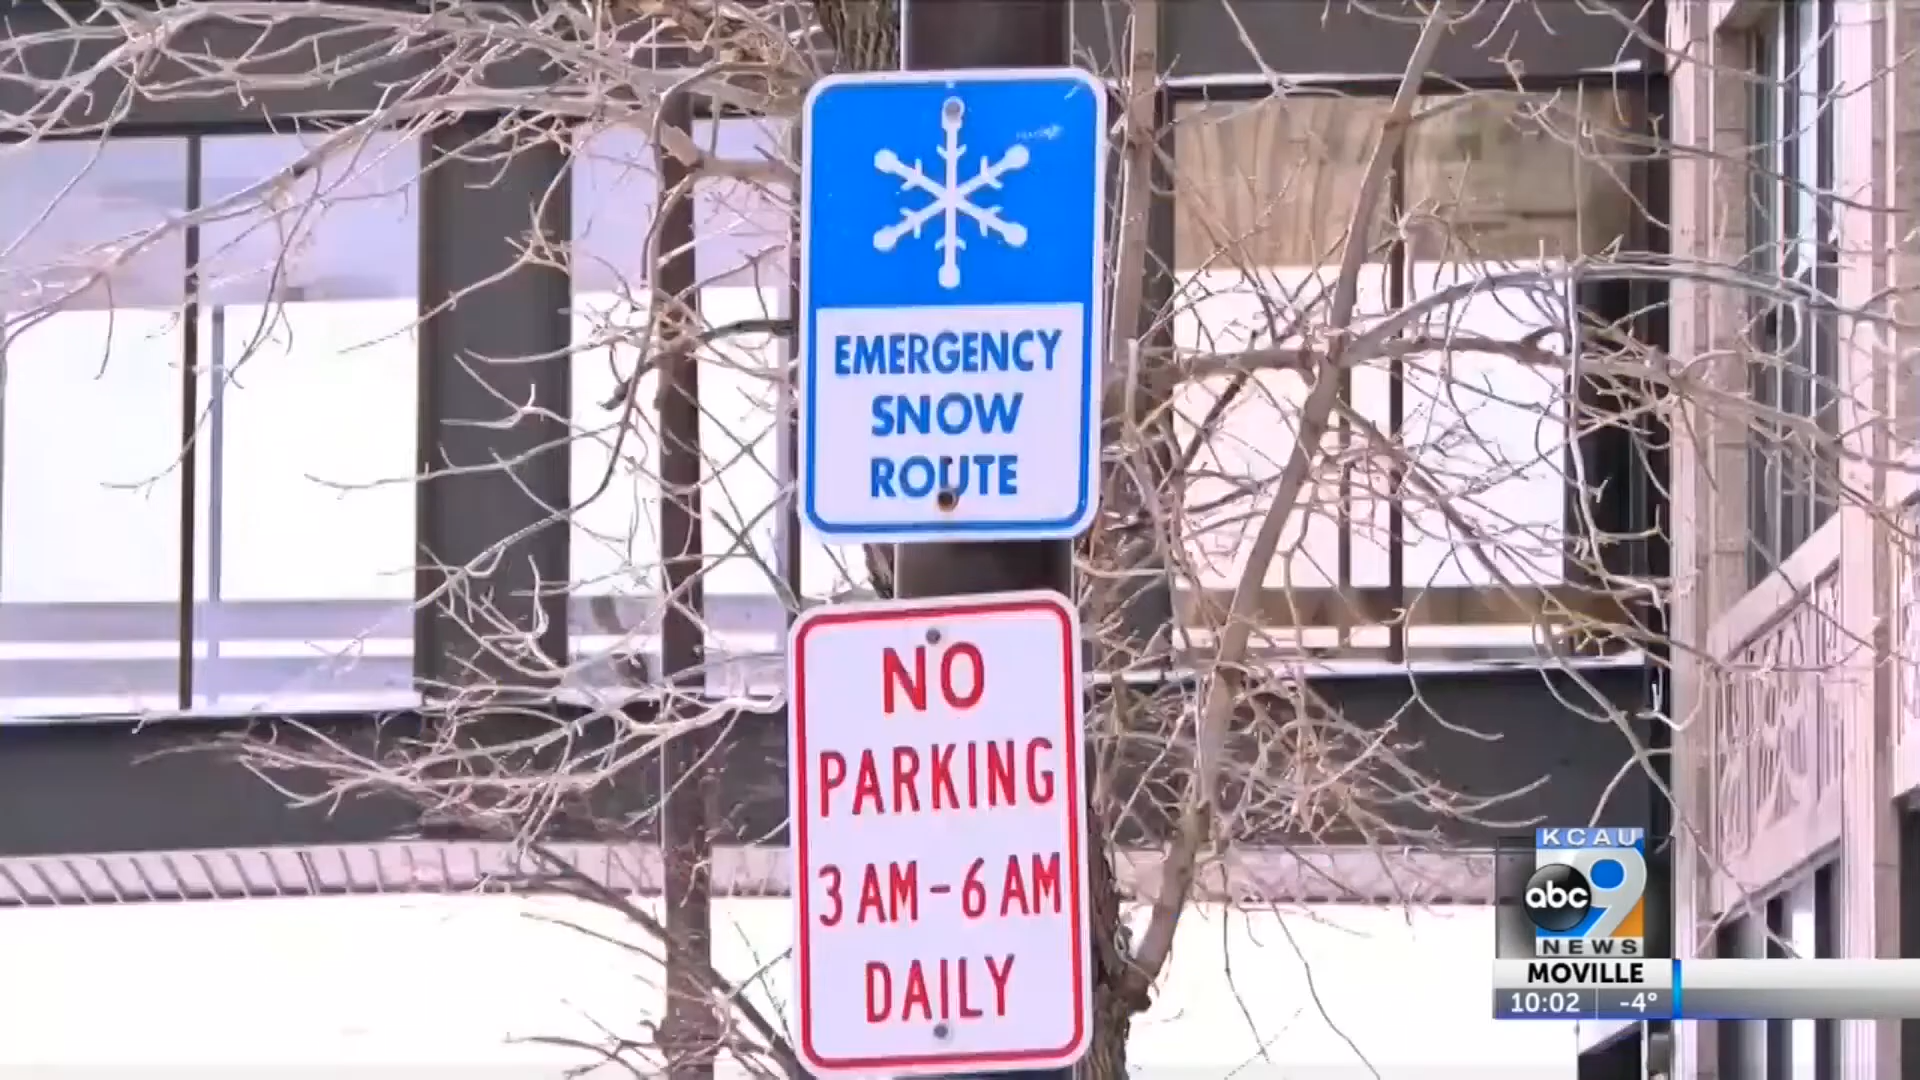 EMERGENCY
SNOW
ROUTE
NO
PARKING
3 AM - 6 AM
DAILY
KCAU
abc 9
NEWS
MOVILLE
10:02 -4°